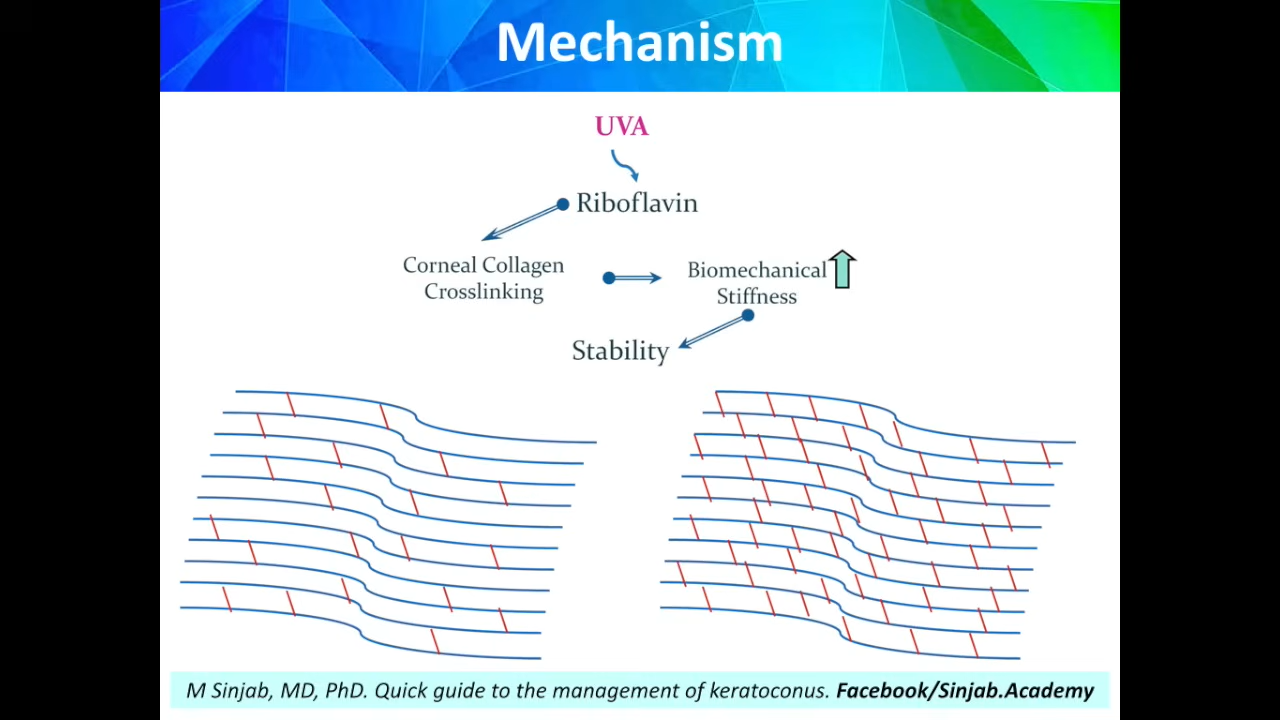 Mechanism
UVA
Riboflavin
Corneal Collagen
Crosslinking
Biomechanical
Stiffness
Stability
M Sinjab, MD, PhD. Quick guide to the management of keratoconus. Facebook/Sinjab.Academy